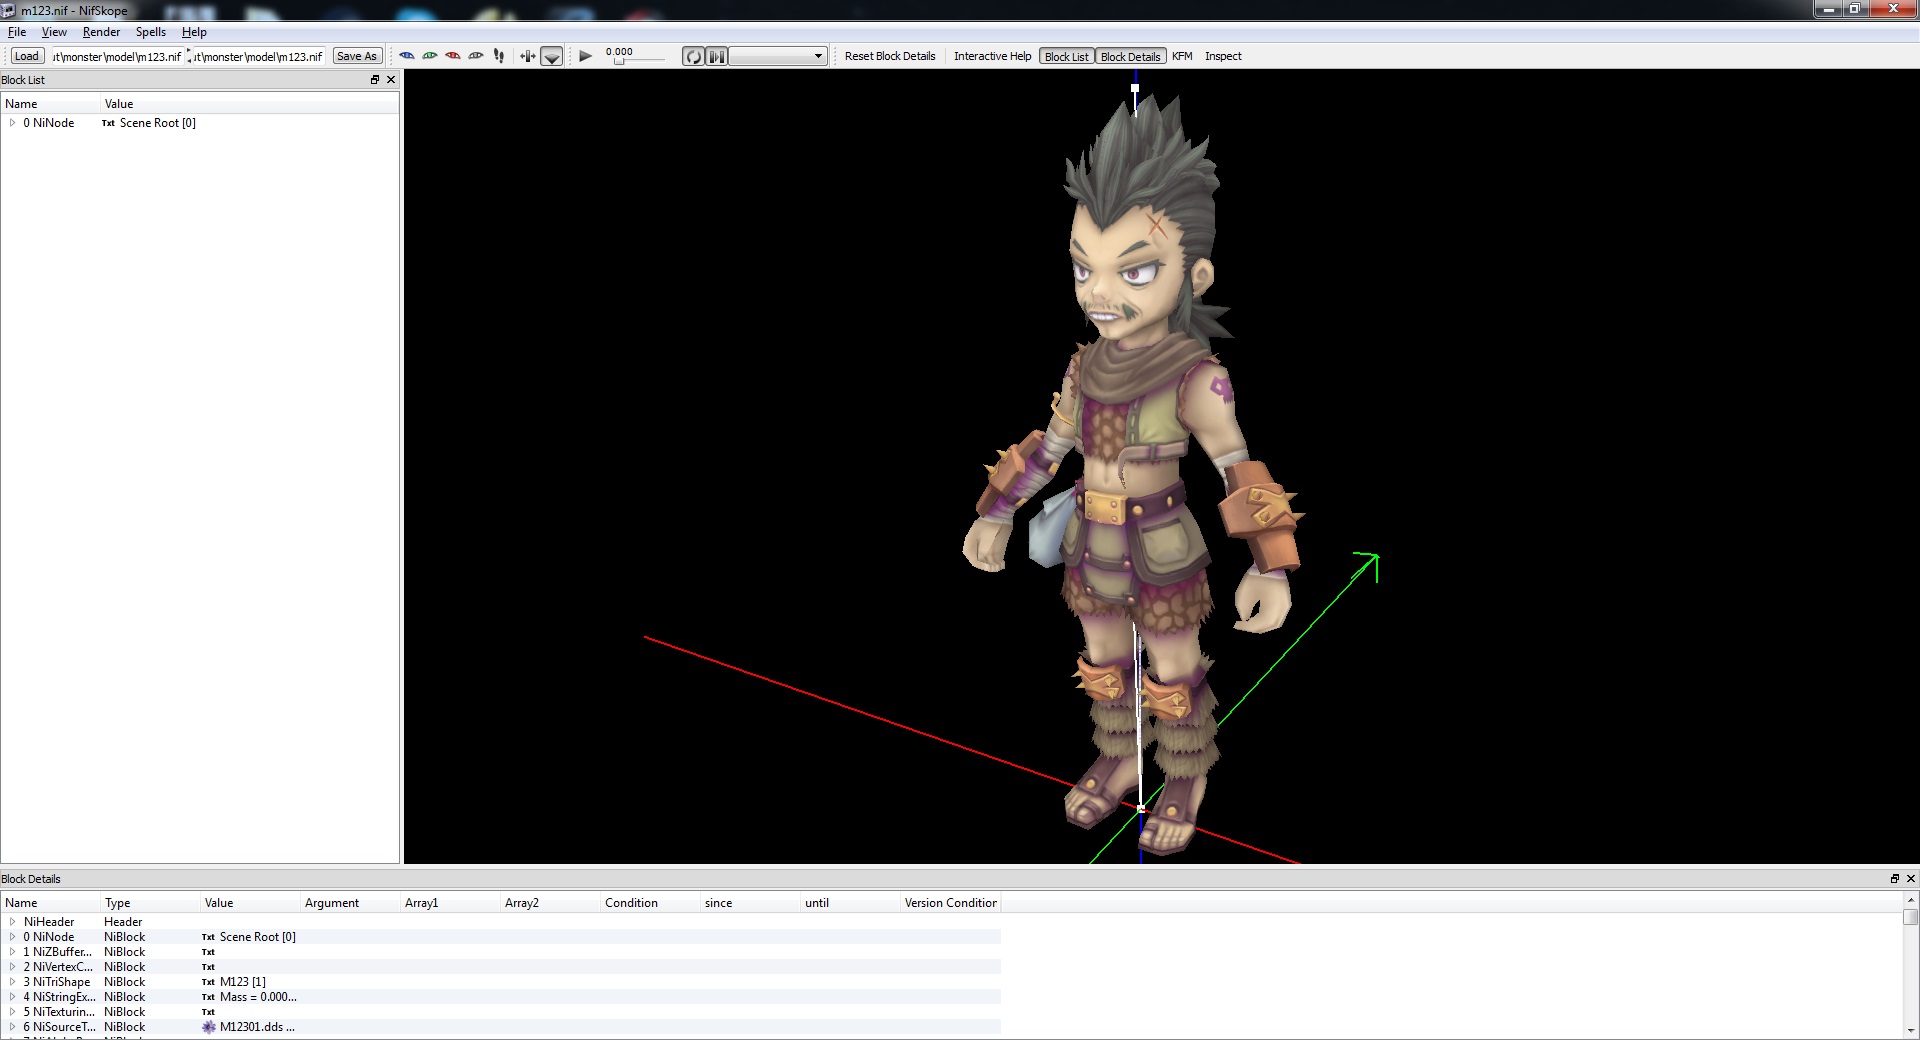 m123.nif - NifSkope
File View Render Spells Help
Load ut\monster\model\m123.nif ut\monster\model\m123.nif Save As 0.000 Reset Block Details Interactive Help Block List Block Details KFM Inspect
Block List
Name Value
0 NiNode Txt Scene Root [0]
Block Details
Name Type Value Argument Array1 Array2 Condition since until Version Condition
NiHeader Header
0 NiNode NiBlock Txt Scene Root [0]
1 NiZBuffer... NiBlock Txt
2 NiVertexC... NiBlock Txt
3 NiTriShape NiBlock Txt M123 [1]
4 NiStringEx... NiBlock Txt Mass = 0.000...
5 NiTexturin... NiBlock Txt
6 NiSourceT... NiBlock M12301.dds ...